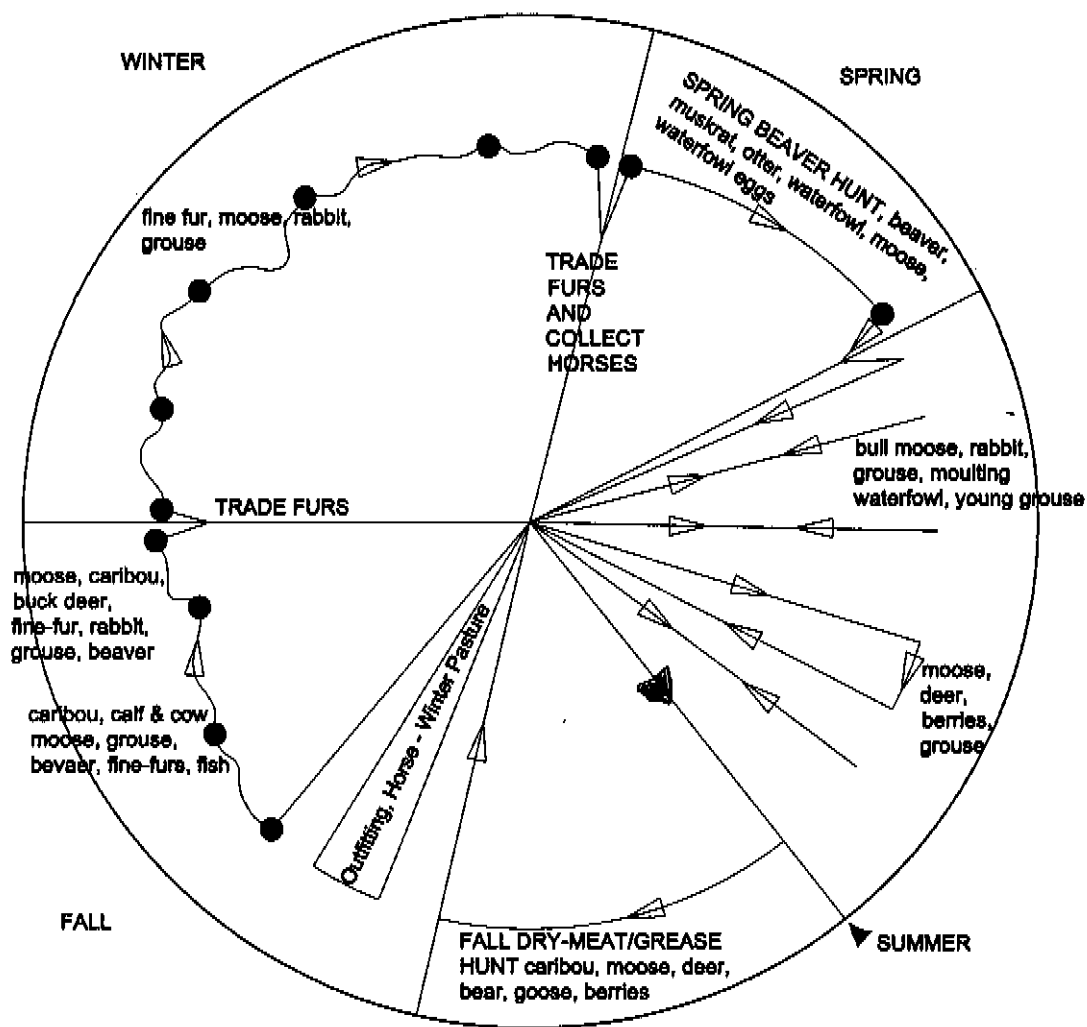 WINTER
SPRING
SPRING BEAVER HUNT, beaver,
muskrat, otter, waterfowl, moose,
waterfowl eggs
fine fur, moose, rabbit,
grouse
TRADE
FURS
AND
COLLECT
HORSES
bull moose, rabbit,
grouse, moulting
waterfowl, young grouse
TRADE FURS
moose, caribou,
buck deer,
fine-fur, rabbit,
grouse, beaver
caribou, calf & cow
moose, grouse,
bevaer, fine-furs, fish
Outfitting, Horse - Winter Pasture
moose,
deer,
berries,
grouse
FALL
FALL DRY-MEAT/GREASE
HUNT caribou, moose, deer,
bear, goose, berries
SUMMER